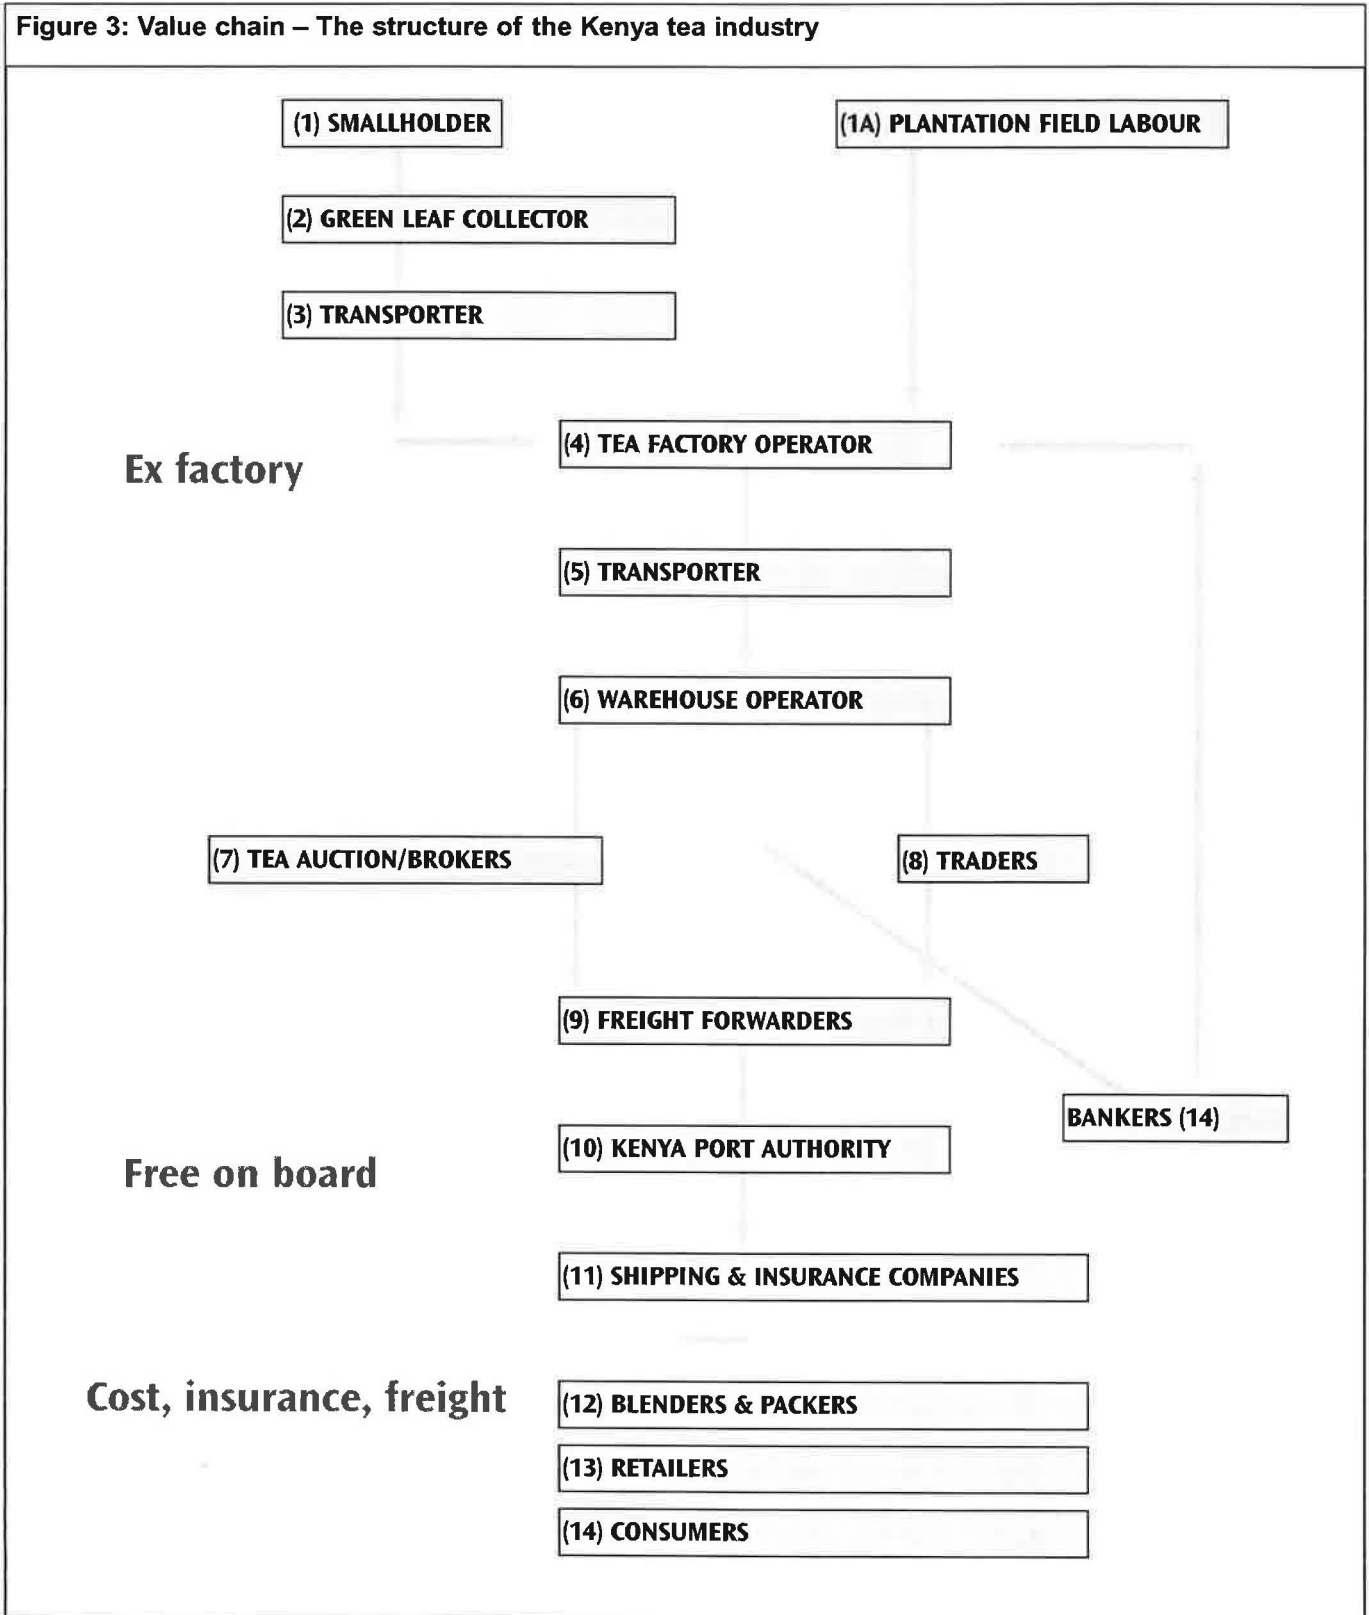 Figure 3: Value chain – The structure of the Kenya tea industry
(1) SMALLHOLDER
(1A) PLANTATION FIELD LABOUR
(2) GREEN LEAF COLLECTOR
(3) TRANSPORTER
(4) TEA FACTORY OPERATOR
Ex factory
(5) TRANSPORTER
(6) WAREHOUSE OPERATOR
(7) TEA AUCTION/BROKERS
(8) TRADERS
(9) FREIGHT FORWARDERS
BANKERS (14)
(10) KENYA PORT AUTHORITY
Free on board
(11) SHIPPING & INSURANCE COMPANIES
Cost, insurance, freight
(12) BLENDERS & PACKERS
(13) RETAILERS
(14) CONSUMERS